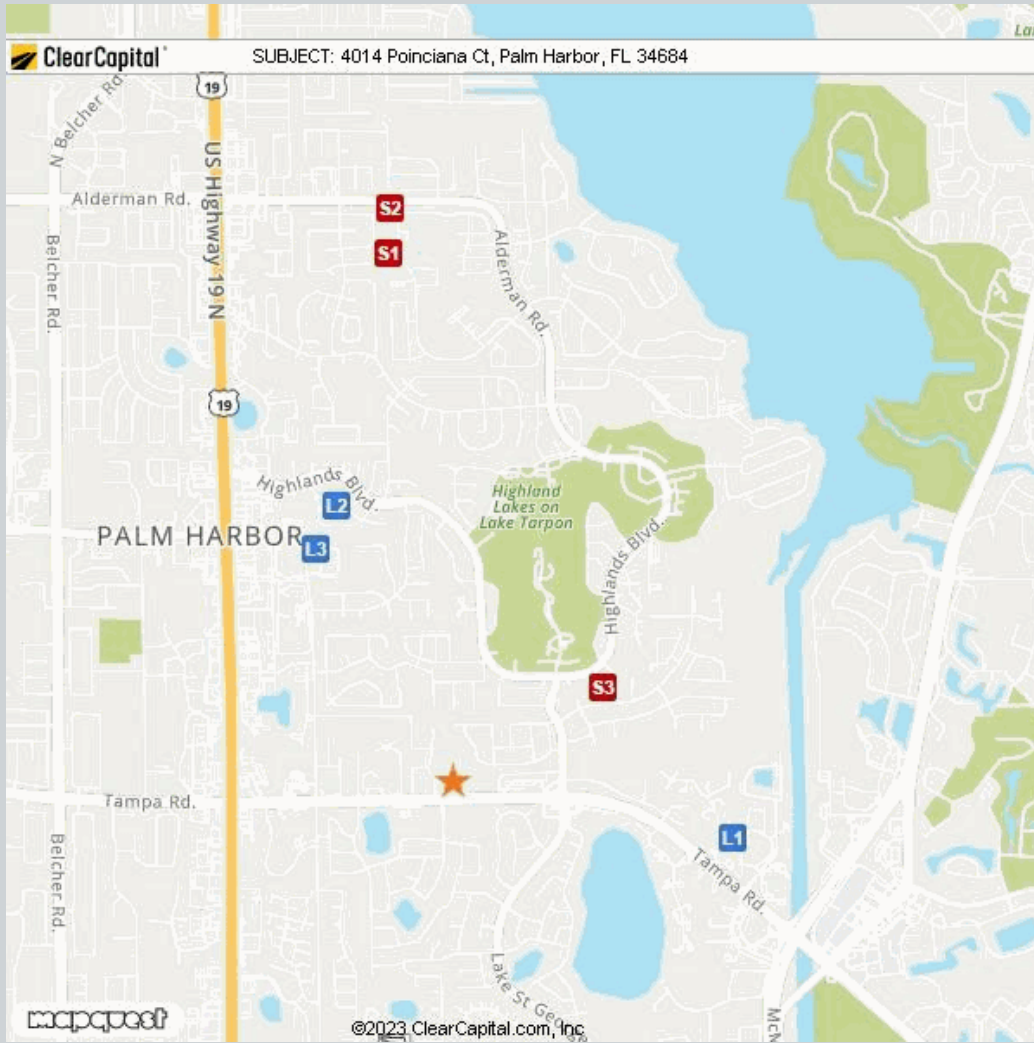 ClearCapital
SUBJECT: 4014 Poinciana Ct, Palm Harbor, FL 34684
19
N Belcher Rd.
US Highway 19 N
Alderman Rd.
S2
S1
Belcher Rd.
Alderman Rd.
19
Highlands Blvd.
L2
Highland
Lakes on
Lake Tarpon
PALM HARBOR
L3
Highlands Blvd.
S3
Tampa Rd.
L1
Tampa Rd.
Belcher Rd.
Lake St George
mapquest
©2023 ClearCapital.com, Inc